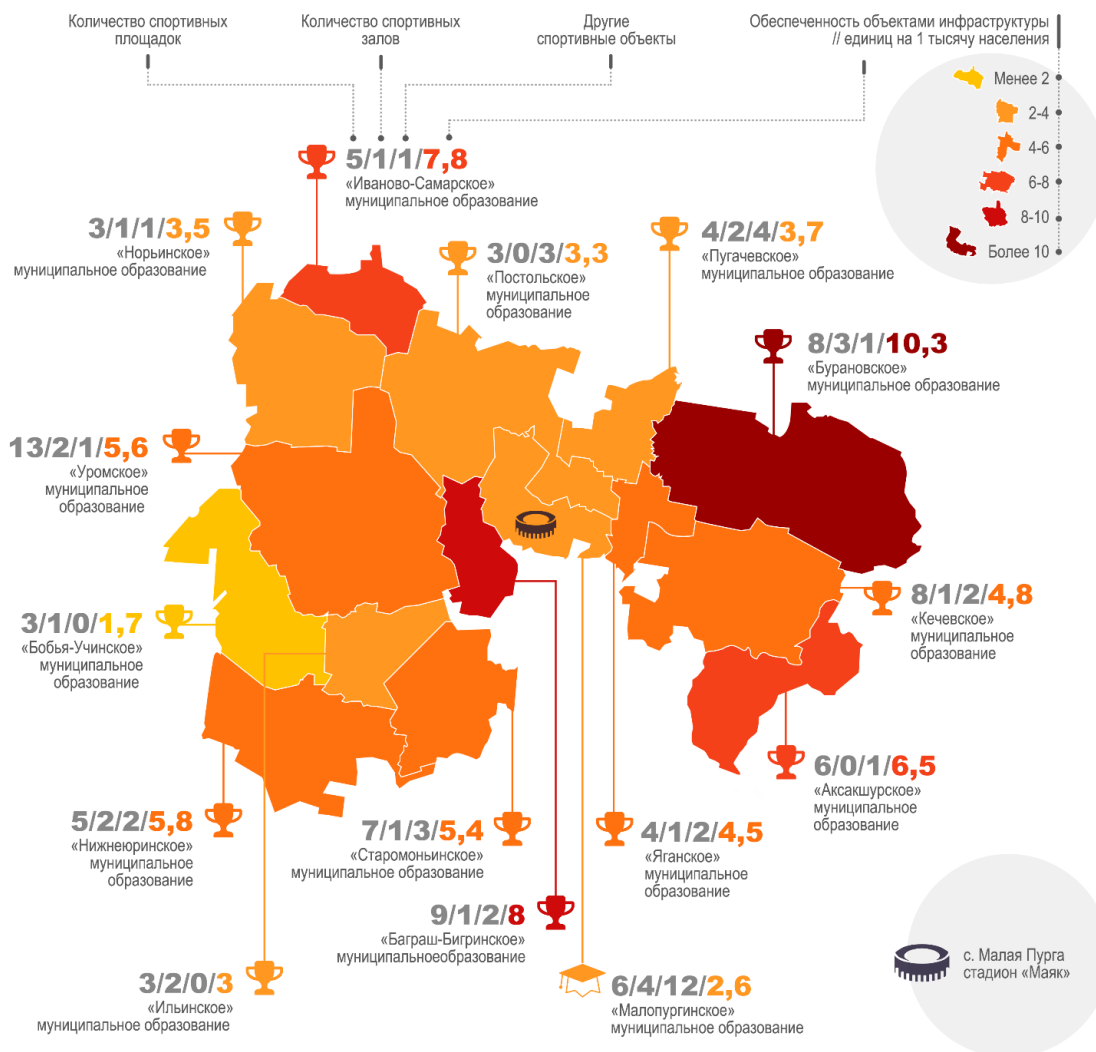 Количество спортивных
площадок
Количество спортивных
залов
Другие
спортивные объекты
Обеспеченность объектами инфраструктуры
// единиц на 1 тысячу населения
Менее 2
2-4
4-6
6-8
8-10
Более 10
5/1/1/7,8
«Иваново-Самарское»
муниципальное образование
3/1/1/3,5
«Норьинское»
муниципальное образование
3/0/3/3,3
«Постольское»
муниципальное
образование
4/2/4/3,7
«Пугачевское»
муниципальное образование
8/3/1/10,3
«Бурановское»
муниципальное образование
13/2/1/5,6
«Уромское»
муниципальное
образование
3/1/0/1,7
«Бобья-Учинское»
муниципальное
образование
8/1/2/4,8
«Кечевское»
муниципальное
образование
6/0/1/6,5
«Аксакшурское»
муниципальное
образование
5/2/2/5,8
«Нижнеюринское»
муниципальное
образование
7/1/3/5,4
«Старомоньинское»
муниципальное образование
4/1/2/4,5
«Яганское»
муниципальное
образование
9/1/2/8
«Баграш-Бигринское»
муниципальноеобразование
3/2/0/3
«Ильинское»
муниципальное образование
6/4/12/2,6
«Малопургинское»
муниципальное образование
с. Малая Пурга
стадион «Маяк»